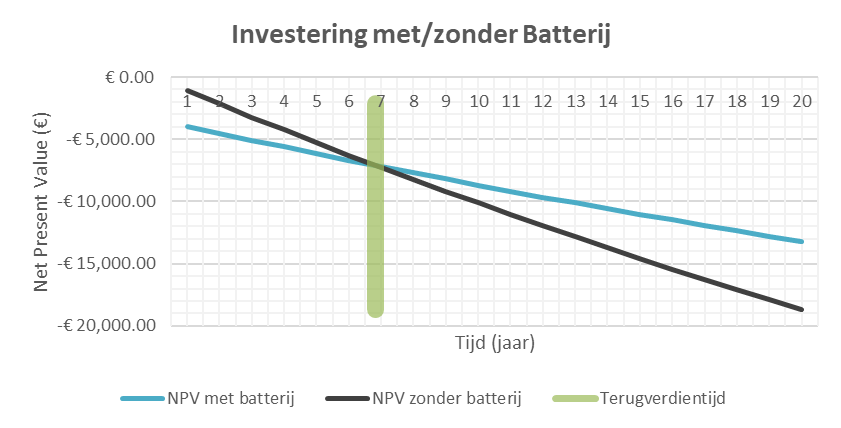 Investering met/zonder Batterij
€ 0.00
1 2 3 4 5 6 7 8 9 10 11 12 13 14 15 16 17 18 19 20
-€ 5,000.00
-€ 10,000.00
-€ 15,000.00
-€ 20,000.00
Net Present Value (€)
Tijd (jaar)
NPV met batterij NPV zonder batterij Terugverdientijd